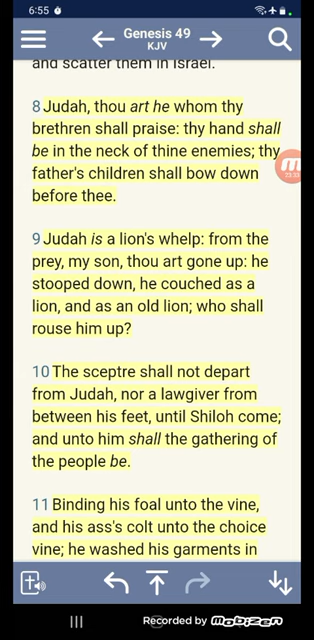 6:55
Genesis 49
KJV
and scatter them in Israel.
8 Judah, thou art he whom thy
brethren shall praise: thy hand shall
be in the neck of thine enemies; thy
father's children shall bow down
before thee.
9 Judah is a lion's whelp: from the
prey, my son, thou art gone up: he
stooped down, he couched as a
lion, and as an old lion; who shall
rouse him up?
10 The sceptre shall not depart
from Judah, nor a lawgiver from
between his feet, until Shiloh come;
and unto him shall the gathering of
the people be.
11 Binding his foal unto the vine,
and his ass's colt unto the choice
vine; he washed his garments in
Recorded by mobizen